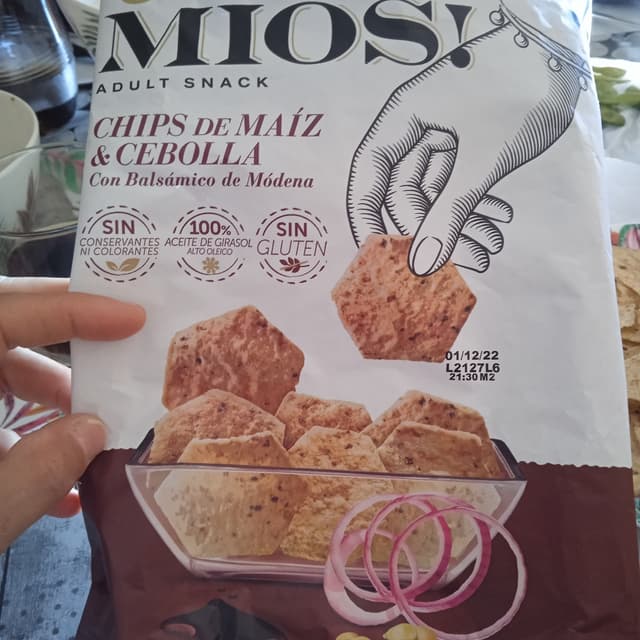 MIOS!
ADULT SNACK
CHIPS DE MAÍZ
& CEBOLLA
Con Balsámico de Módena
SIN
CONSERVANTES
NI COLORANTES
100%
ACEITE DE GIRASOL
ALTO OLEICO
SIN
GLUTEN
01/12/22
L2127L6
21:30 M2